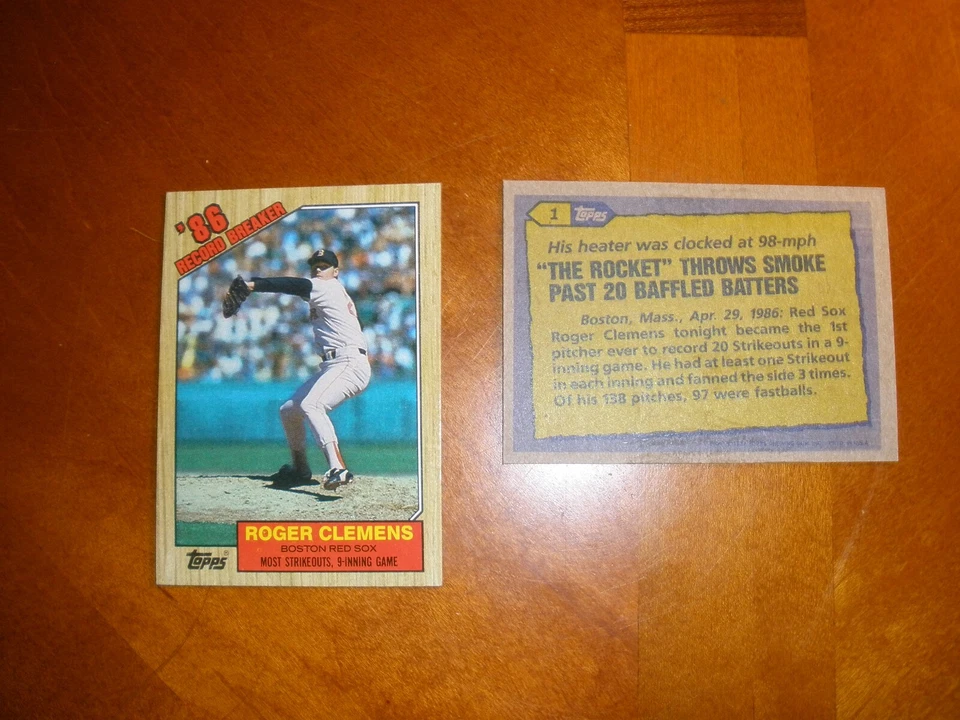 '86
RECORD BREAKER
ROGER CLEMENS
BOSTON RED SOX
MOST STRIKEOUTS, 9-INNING GAME
Topps®
1 Topps
His heater was clocked at 98-mph
"THE ROCKET" THROWS SMOKE
PAST 20 BAFFLED BATTERS
Boston, Mass., Apr. 29, 1986: Red Sox
Roger Clemens tonight became the 1st
pitcher ever to record 20 Strikeouts in a 9-
inning game. He had at least one Strikeout
in each inning and fanned the side 3 times.
Of his 138 pitches, 97 were fastballs.